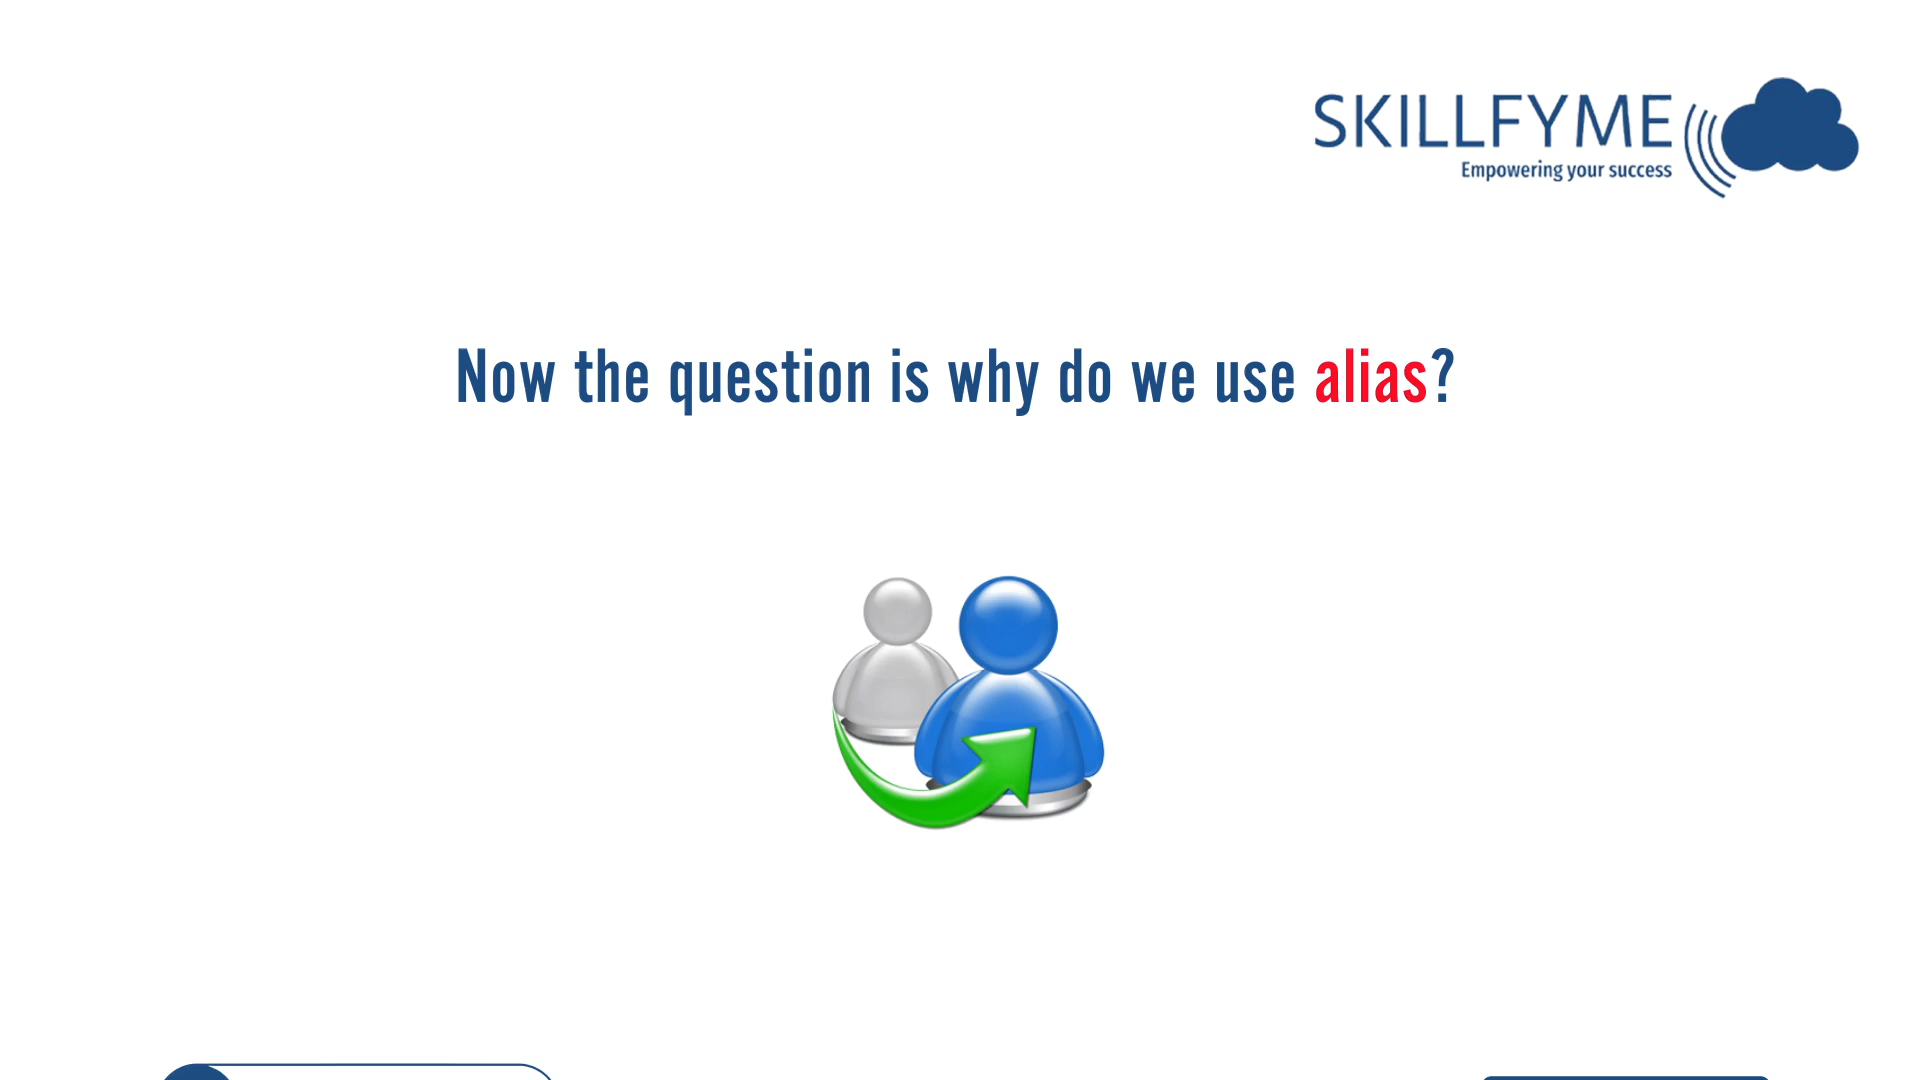 SKILLFYME
Empowering your success
Now the question is why do we use alias?